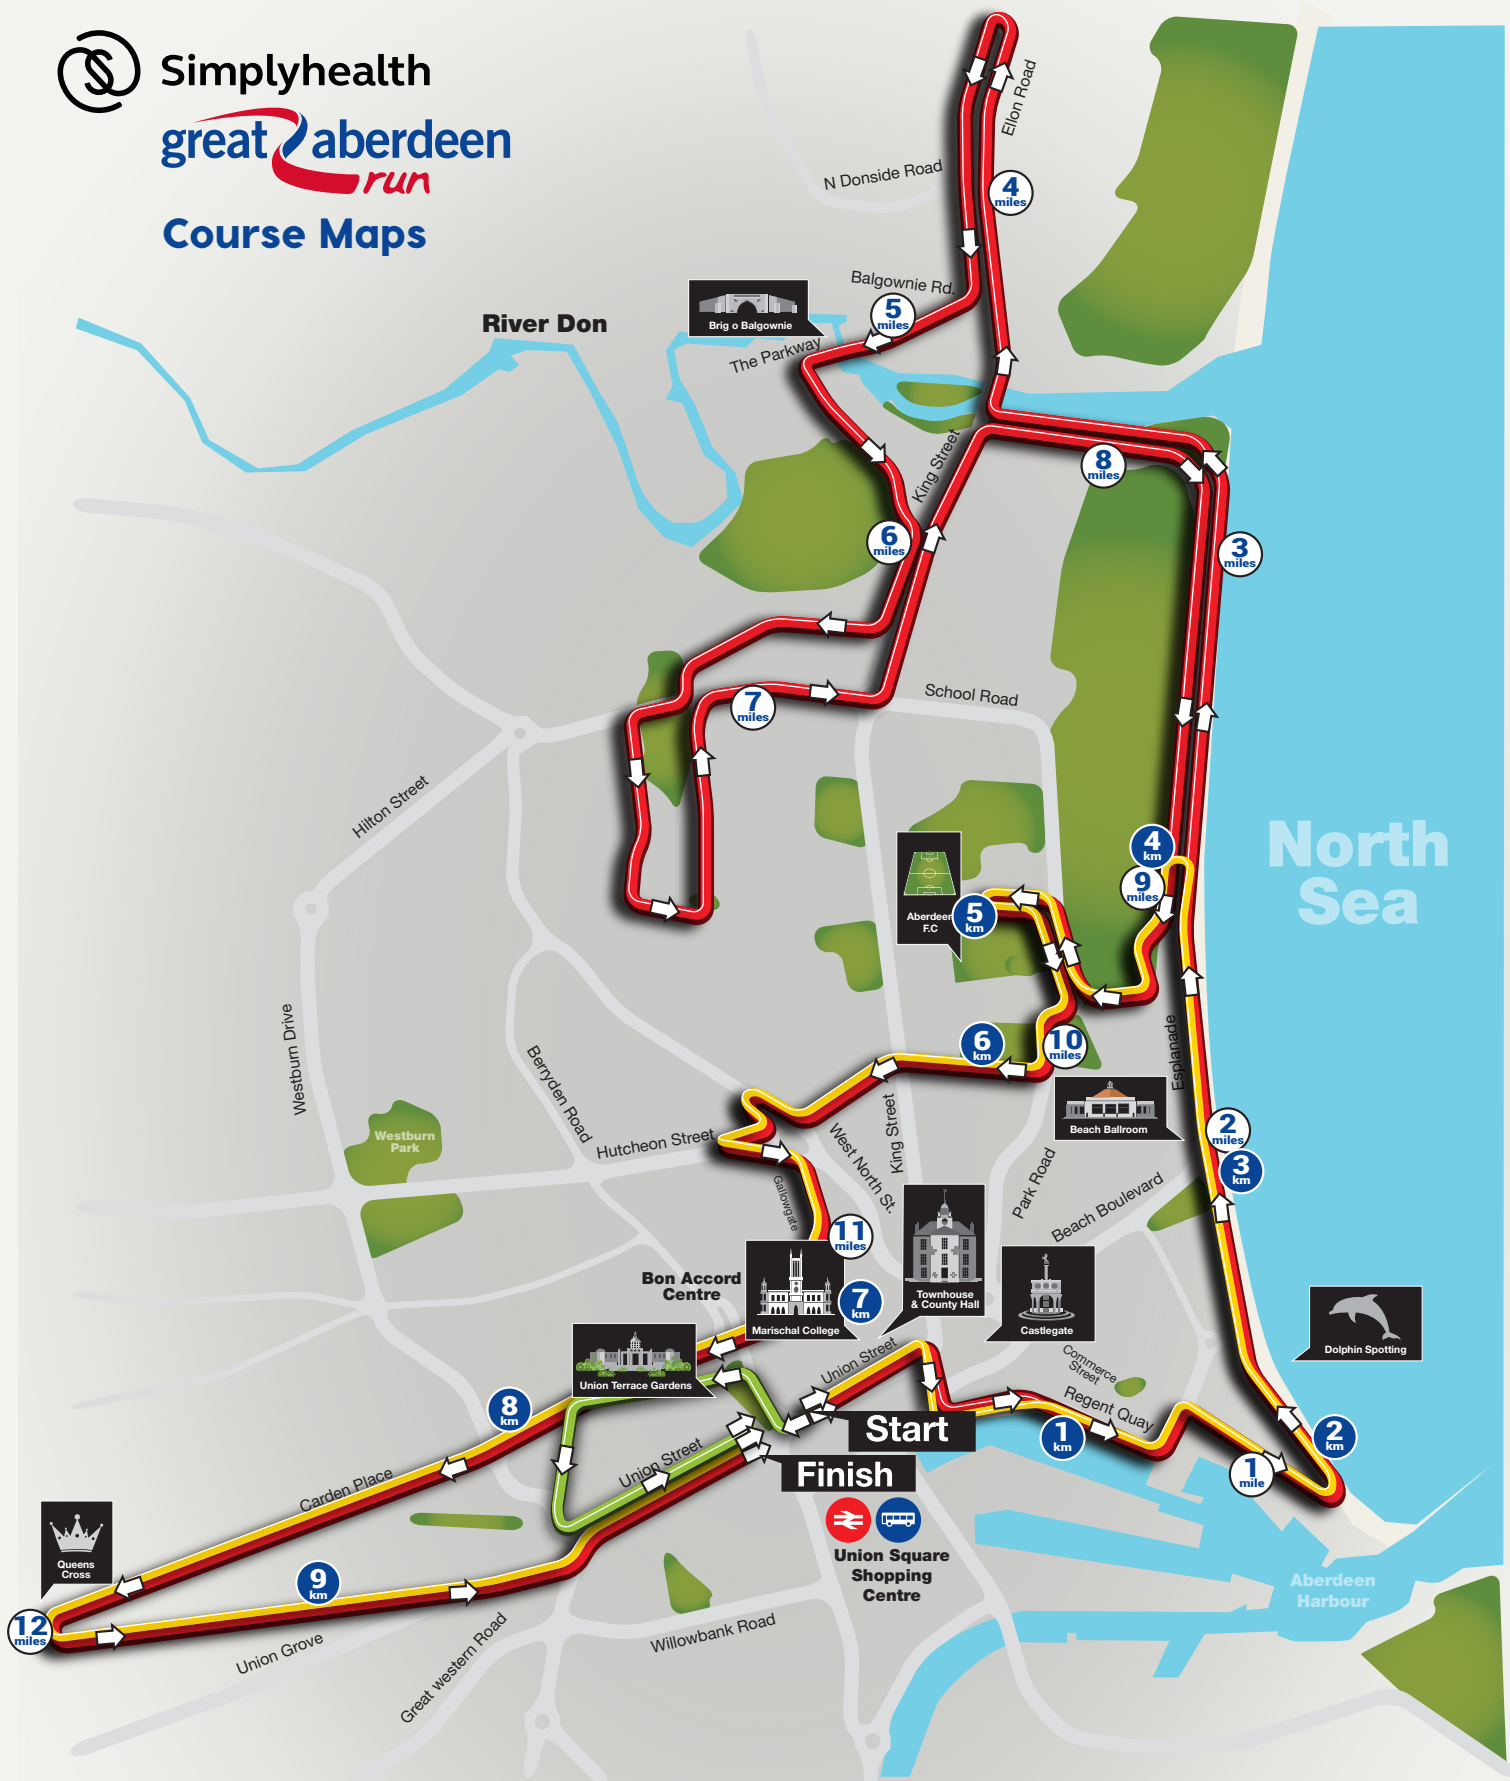 Simplyhealth
great aberdeen
run
Course Maps
Ellon Road
N Donside Road
4
miles
Balgownie Rd.
5
miles
River Don
Brig o Balgownie
The Parkway
King Street
8
miles
6
miles
3
miles
7
miles
School Road
Hilton Street
North
Sea
4
km
9
miles
Aberdeen
F.C
5
km
Westburn Drive
Berryden Road
6
km
10
miles
Esplanade
Beach Ballroom
2
miles
3
km
Westburn
Park
Hutcheon Street
West North St.
King Street
Park Road
Beach Boulevard
Gallowgate
11
miles
Bon Accord
Centre
Marischal College
7
km
Townhouse
& County Hall
Castlegate
Dolphin Spotting
Union Terrace Gardens
Union Street
Commerce
Street
Regent Quay
8
km
Start
1
km
2
km
1
mile
Union Street
Finish
Carden Place
Queens
Cross
Union Square
Shopping
Centre
9
km
Aberdeen
Harbour
12
miles
Union Grove
Great western Road
Willowbank Road